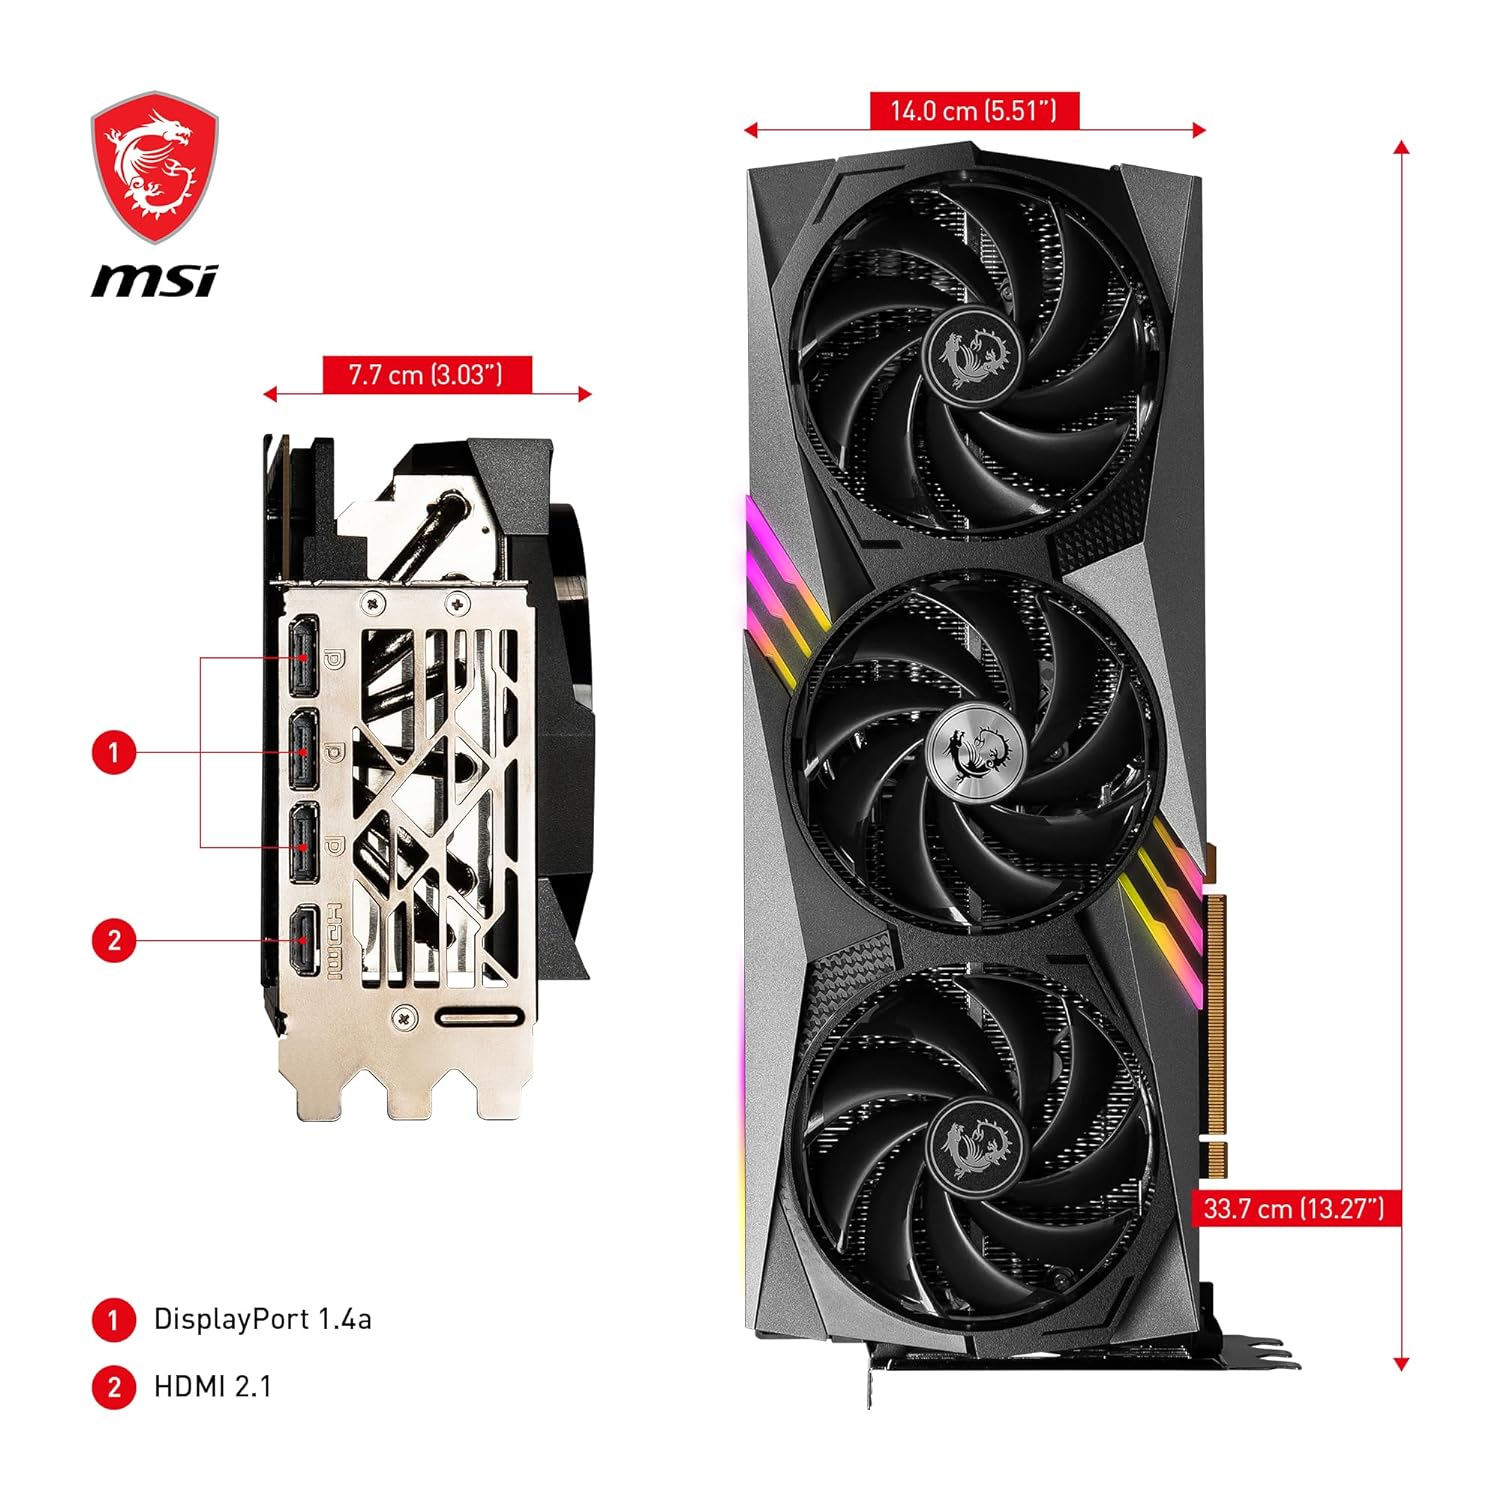 14.0 cm (5.51”)
msi
7.7 cm (3.03”)
1
2
HDMI
33.7 cm (13.27”)
1 DisplayPort 1.4a
2 HDMI 2.1